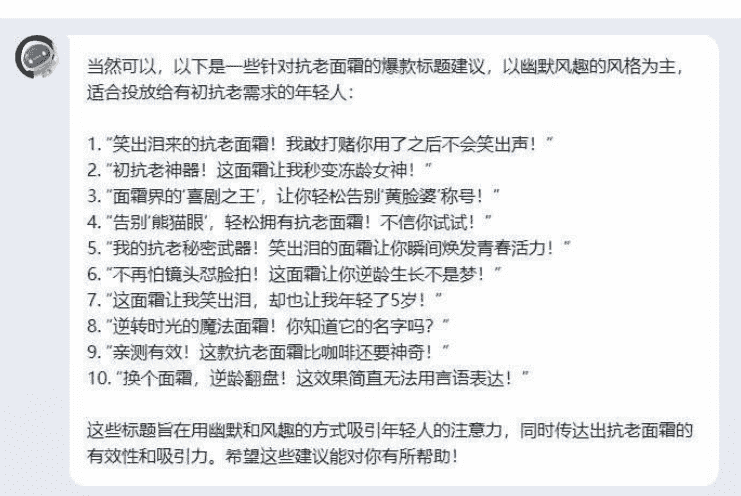 当然可以，以下是一些针对抗老面霜的爆款标题建议，以幽默风趣的风格为主，
适合投放给有初抗老需求的年轻人：
1. “笑出泪来的抗老面霜！我敢打赌你用了之后不会笑出声！”
2. “初抗老神器！这面霜让我秒变冻龄女神！”
3. “面霜界的‘喜剧之王’，让你轻松告别‘黄脸婆’称号！”
4. “告别‘熊猫眼’，轻松拥有抗老面霜！不信你试试！”
5. “我的抗老秘密武器！笑出泪的面霜让你瞬间焕发青春活力！”
6. “不再怕镜头怼脸拍！这面霜让你逆龄生长不是梦！”
7. “这面霜让我笑出泪，却也让我年轻了5岁！”
8. “逆转时光的魔法面霜！你知道它的名字吗？”
9. “亲测有效！这款抗老面霜比咖啡还要神奇！”
10. “换个面霜，逆龄翻盘！这效果简直无法用言语表达！”
这些标题旨在用幽默和风趣的方式吸引年轻人的注意力，同时传达出抗老面霜的
有效性和吸引力。希望这些建议能对你有所帮助！